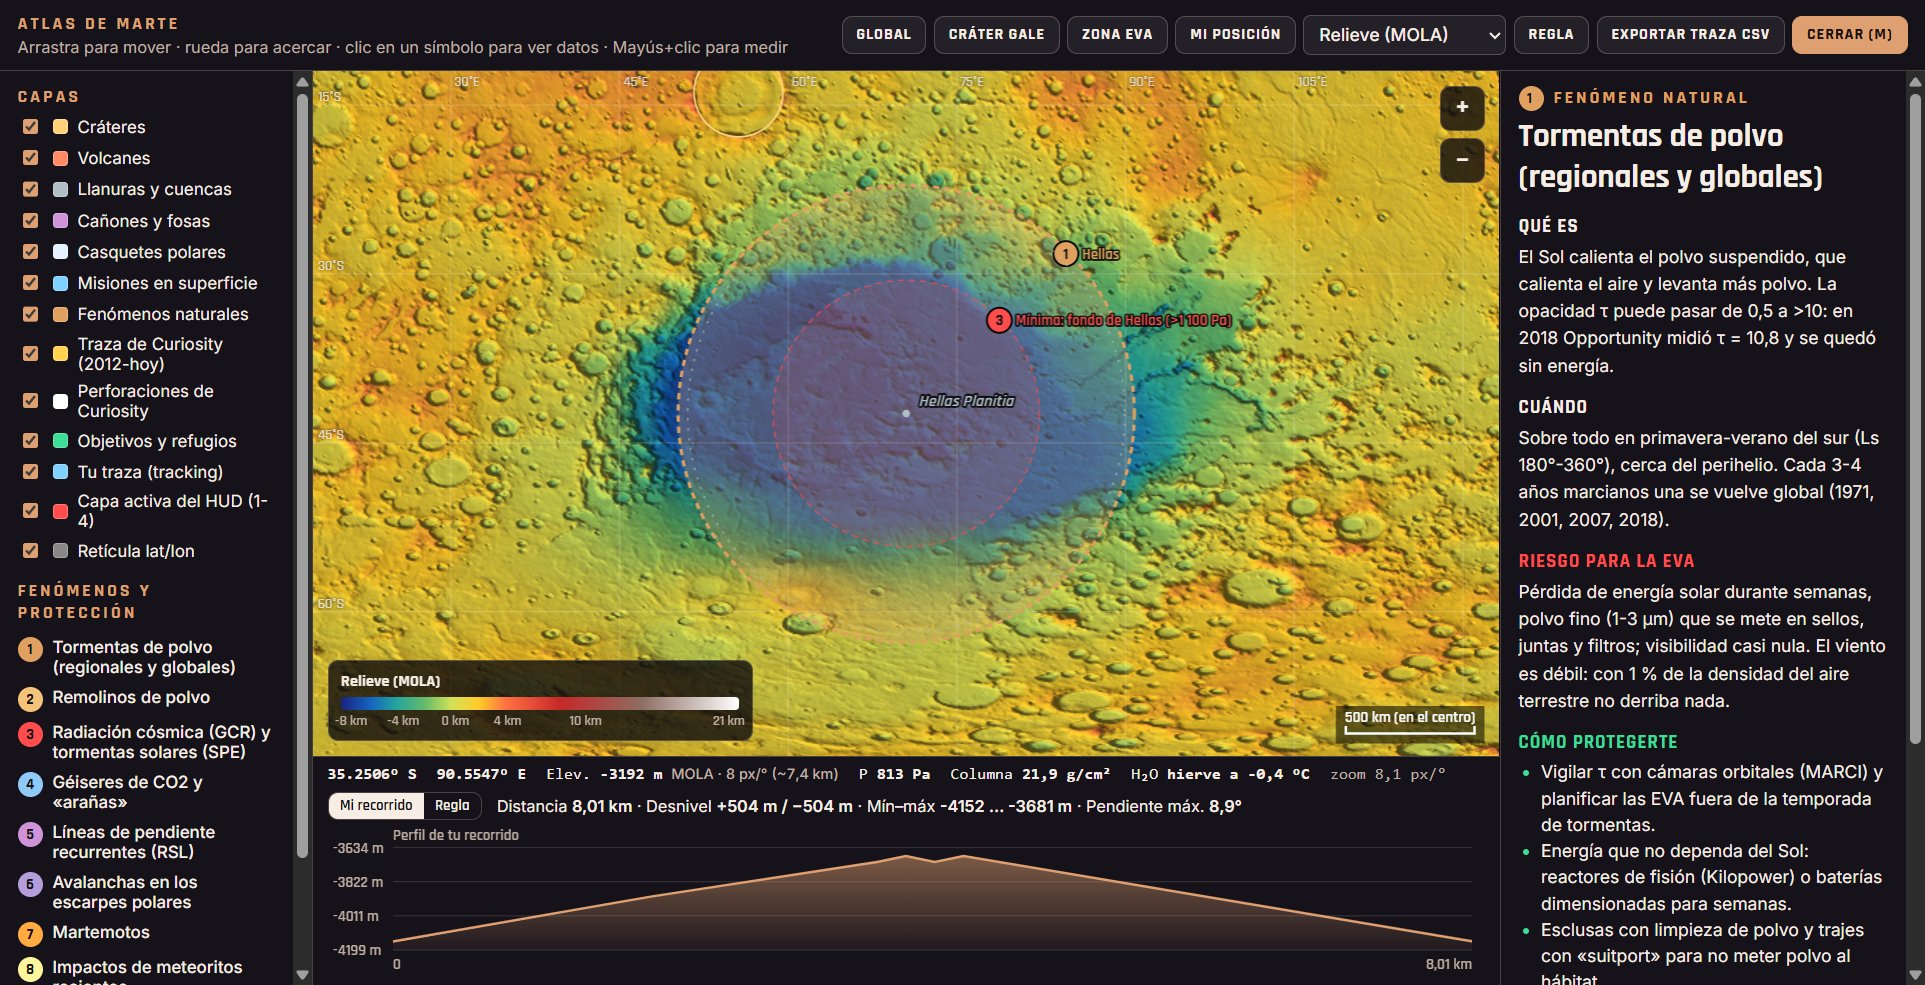 ATLAS DE MARTE
Arrastra para mover · rueda para acercar · clic en un símbolo para ver datos · Mayús+clic para medir
GLOBAL
CRÁTER GALE
ZONA EVA
MI POSICIÓN
Relieve (MOLA)
REGLA
EXPORTAR TRAZA CSV
CERRAR (M)
CAPAS
Cráteres
Volcanes
Llanuras y cuencas
Cañones y fosas
Casquetes polares
Misiones en superficie
Fenómenos naturales
Traza de Curiosity
(2012-hoy)
Perforaciones de
Curiosity
Objetivos y refugios
Tu traza (tracking)
Capa activa del HUD (1-
4)
Retícula lat/lon
FENÓMENOS Y
PROTECCIÓN
1 Tormentas de polvo
(regionales y globales)
2 Remolinos de polvo
3 Radiación cósmica (GCR) y
tormentas solares (SPE)
4 Géiseres de CO2 y
«arañas»
5 Líneas de pendiente
recurrentes (RSL)
6 Avalanchas en los
escarpes polares
7 Martemotos
8 Impactos de meteoritos
recientes
30°E
45°E
60°E
75°E
90°E
105°E
15°S
30°S
45°S
60°S
+
−
1 Hellas
3 Mínima: fondo de Hellas (>1 100 Pa)
Hellas Planitia
Relieve (MOLA)
-8 km
-4 km
0 km
4 km
10 km
21 km
500 km (en el centro)
35.2506º S 90.5547º E Elev. -3192 m MOLA · 8 px/° (~7,4 km) P 813 Pa Columna 21,9 g/cm² H₂O hierve a -0,4 ºC zoom 8,1 px/°
Mi recorrido
Regla
Distancia 8,01 km · Desnivel +504 m / −504 m · Mín–máx -4152 … -3681 m · Pendiente máx. 8,9°
Perfil de tu recorrido
-3634 m
-3822 m
-4011 m
-4199 m
0
8,01 km
1 FENÓMENO NATURAL
Tormentas de polvo
(regionales y globales)
QUÉ ES
El Sol calienta el polvo suspendido, que
calienta el aire y levanta más polvo. La
opacidad τ puede pasar de 0,5 a >10: en
2018 Opportunity midió τ = 10,8 y se quedó
sin energía.
CUÁNDO
Sobre todo en primavera-verano del sur (Ls
180°-360°), cerca del perihelio. Cada 3-4
años marcianos una se vuelve global (1971,
2001, 2007, 2018).
RIESGO PARA LA EVA
Pérdida de energía solar durante semanas,
polvo fino (1-3 µm) que se mete en sellos,
juntas y filtros; visibilidad casi nula. El viento
es débil: con 1 % de la densidad del aire
terrestre no derriba nada.
CÓMO PROTEGERTE
• Vigilar τ con cámaras orbitales (MARCI) y
planificar las EVA fuera de la temporada
de tormentas.
• Energía que no dependa del Sol:
reactores de fisión (Kilopower) o baterías
dimensionadas para semanas.
• Esclusas con limpieza de polvo y trajes
con «suitport» para no meter polvo al
hábitat.